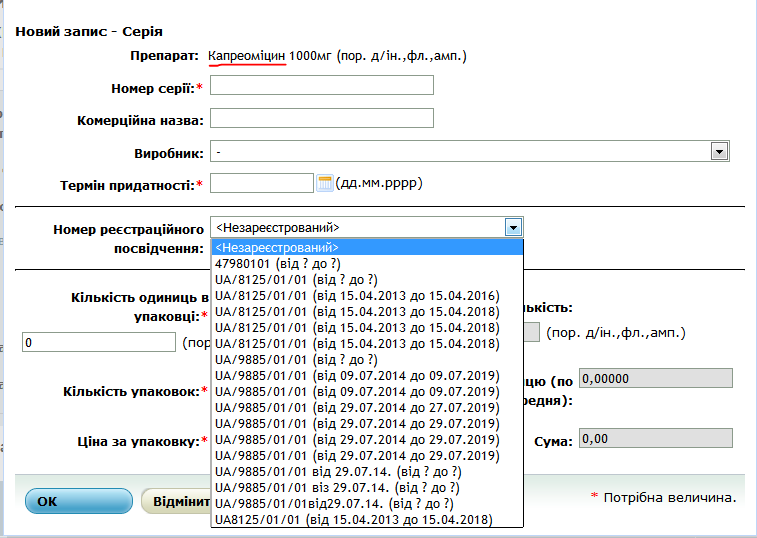 Новий запис - Серія
Препарат: Капреоміцин 1000мг (пор. д/ін.,фл.,амп.)
Номер серії:*
Комерційна назва:
Виробник: -
Термін придатності:* (дд.мм.рррр)
Номер реєстраційного посвідчення: <Незареєстрований>
<Незареєстрований>
47980101 (від ? до ?)
UA/8125/01/01 (від ? до ?)
UA/8125/01/01 (від 15.04.2013 до 15.04.2016)
UA/8125/01/01 (від 15.04.2013 до 15.04.2018)
UA/8125/01/01 (від 15.04.2013 до 15.04.2018)
UA/8125/01/01 (від 15.04.2013 до 15.04.2018)
UA/9885/01/01 (від ? до ?)
UA/9885/01/01 (від 09.07.2014 до 09.07.2019)
UA/9885/01/01 (від 09.07.2014 до 09.07.2019)
UA/9885/01/01 (від 29.07.2014 до 27.07.2019)
UA/9885/01/01 (від 29.07.2014 до 29.07.2019)
UA/9885/01/01 (від 29.07.2014 до 29.07.2019)
UA/9885/01/01 (від 29.07.2014 до 29.07.2019)
UA/9885/01/01 від 29.07.14. (від ? до ?)
UA/9885/01/01 віз 29.07.14. (від ? до ?)
UA/9885/01/01від29.07.14. (від ? до ?)
UA8125/01/01 (від 15.04.2013 до 15.04.2018)
Кількість одиниць в упаковці:*
0 (пор
лькість:
(пор. д/ін.,фл.,амп.)
Кількість упаковок:*
цю (по редня): 0,00000
Ціна за упаковку:*
Сума: 0,00
OK
Відмінит
* Потрібна величина.